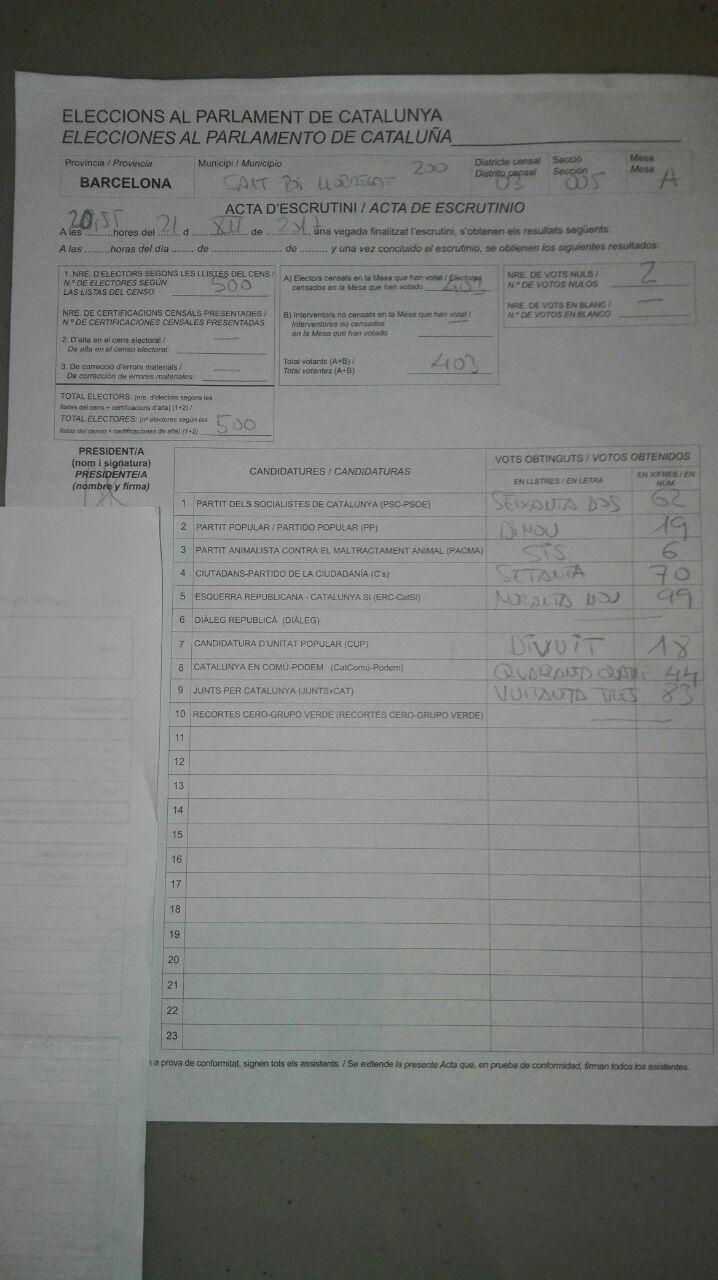 ELECCIONS AL PARLAMENT DE CATALUNYA
ELECCIONES AL PARLAMENTO DE CATALUÑA
Província / Provincia Municipi / Municipio Districte censal Secció Mesa
Distrito censal Sección Mesa
BARCELONA SANT BOI LLOBREGAT 200 03 005 A
ACTA D'ESCRUTINI / ACTA DE ESCRUTINIO
A les 20,55 hores del 21 d XII de 2017, una vegada finalitzat l'escrutini, s'obtenen els resultats següents:
A las ..........horas del día ........ de .................... de ........, y una vez concluido el escrutinio, se obtienen los siguientes resultados:
1. NRE. D'ELECTORS SEGONS LES LLISTES DEL CENS /
N.º DE ELECTORES SEGÚN
LAS LISTAS DEL CENSO 500
NRE. DE CERTIFICACIONS CENSALS PRESENTADES /
N.º DE CERTIFICACIONES CENSALES PRESENTADAS
2. D'alta en el cens electoral /
De alta en el censo electoral: —
3. De correcció d'errors materials /
De corrección de errores materiales: —
TOTAL ELECTORS: (nre. d'electors segons les
llistes del cens + certificacions d'alta) (1+2) /
TOTAL ELECTORES: (nº electores según las
listas del censo + certificaciones de alta) (1+2) 500
A) Electors censats en la Mesa que han votat / Electores
censados en la Mesa que han votado 403
B) Interventors no censats en la Mesa que han votat /
Interventores no censados
en la Mesa que han votado —
Total votants (A+B) /
Total votantes (A+B) 403
NRE. DE VOTS NULS /
N.º DE VOTOS NULOS 2
NRE. DE VOTS EN BLANC /
N.º DE VOTOS EN BLANCO —
PRESIDENT/A
(nom i signatura)
PRESIDENTE/A
(nombre y firma)
CANDIDATURES / CANDIDATURAS
VOTS OBTINGUTS / VOTOS OBTENIDOS
EN LLETRES / EN LETRA EN XIFRES / EN NÚM.
1 PARTIT DELS SOCIALISTES DE CATALUNYA (PSC-PSOE) SEIXANTA DOS 62
2 PARTIT POPULAR / PARTIDO POPULAR (PP) DINOU 19
3 PARTIT ANIMALISTA CONTRA EL MALTRACTAMENT ANIMAL (PACMA) SIS 6
4 CIUTADANS-PARTIDO DE LA CIUDADANÍA (C's) SETANTA 70
5 ESQUERRA REPUBLICANA - CATALUNYA SÍ (ERC-CatSí) NORANTA NOU 99
6 DIÀLEG REPUBLICÀ (DIÀLEG) —
7 CANDIDATURA D'UNITAT POPULAR (CUP) DIVUIT 18
8 CATALUNYA EN COMÚ-PODEM (CatComú-Podem) QUARANTA QUATRE 44
9 JUNTS PER CATALUNYA (JUNTSxCAT) VUITANTA TRES 83
10 RECORTES CERO-GRUPO VERDE (RECORTES CERO-GRUPO VERDE) —
11
12
13
14
15
16
17
18
19
20
21
22
23
a prova de conformitat, signen tots els assistents. / Se extiende la presente Acta que, en prueba de conformidad, firman todos los asistentes.